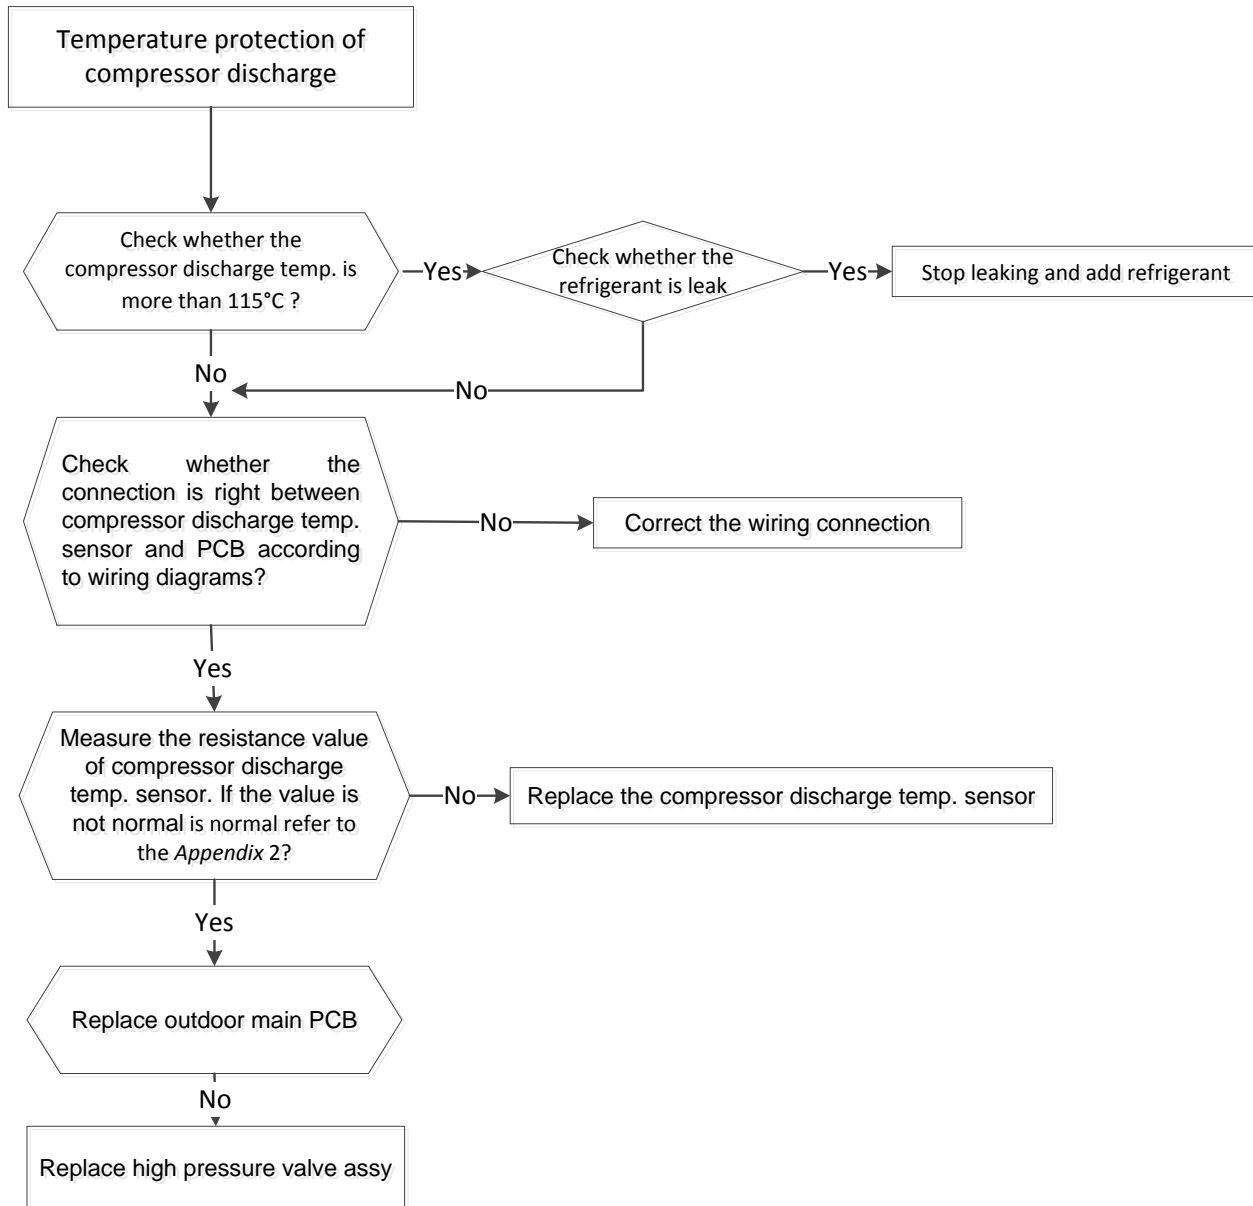 Temperature protection of
compressor discharge
Check whether the
compressor discharge temp. is
more than 115°C ?
Yes
Check whether the
refrigerant is leak
Yes
Stop leaking and add refrigerant
No
No
Check whether the
connection is right between
compressor discharge temp.
sensor and PCB according
to wiring diagrams?
No
Correct the wiring connection
Yes
Measure the resistance value
of compressor discharge
temp. sensor. If the value is
not normal is normal refer to
the Appendix 2?
No
Replace the compressor discharge temp. sensor
Yes
Replace outdoor main PCB
No
Replace high pressure valve assy